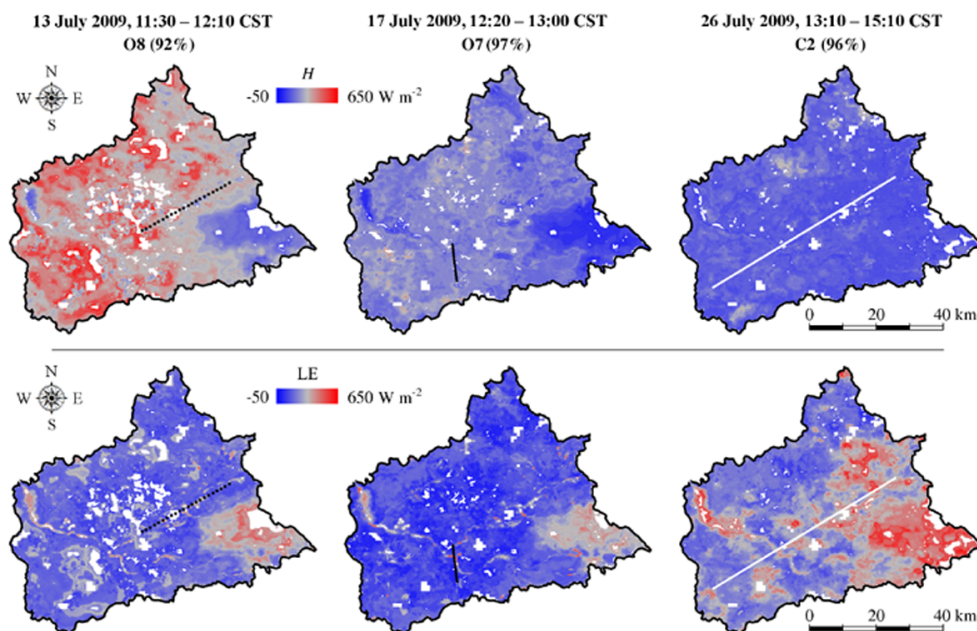 13 July 2009, 11:30 – 12:10 CST
O8 (92%)
17 July 2009, 12:20 – 13:00 CST
O7 (97%)
26 July 2009, 13:10 – 15:10 CST
C2 (96%)
N
W E
S
H
-50 650 W m⁻²
0 20 40 km
N
W E
S
LE
-50 650 W m⁻²
0 20 40 km